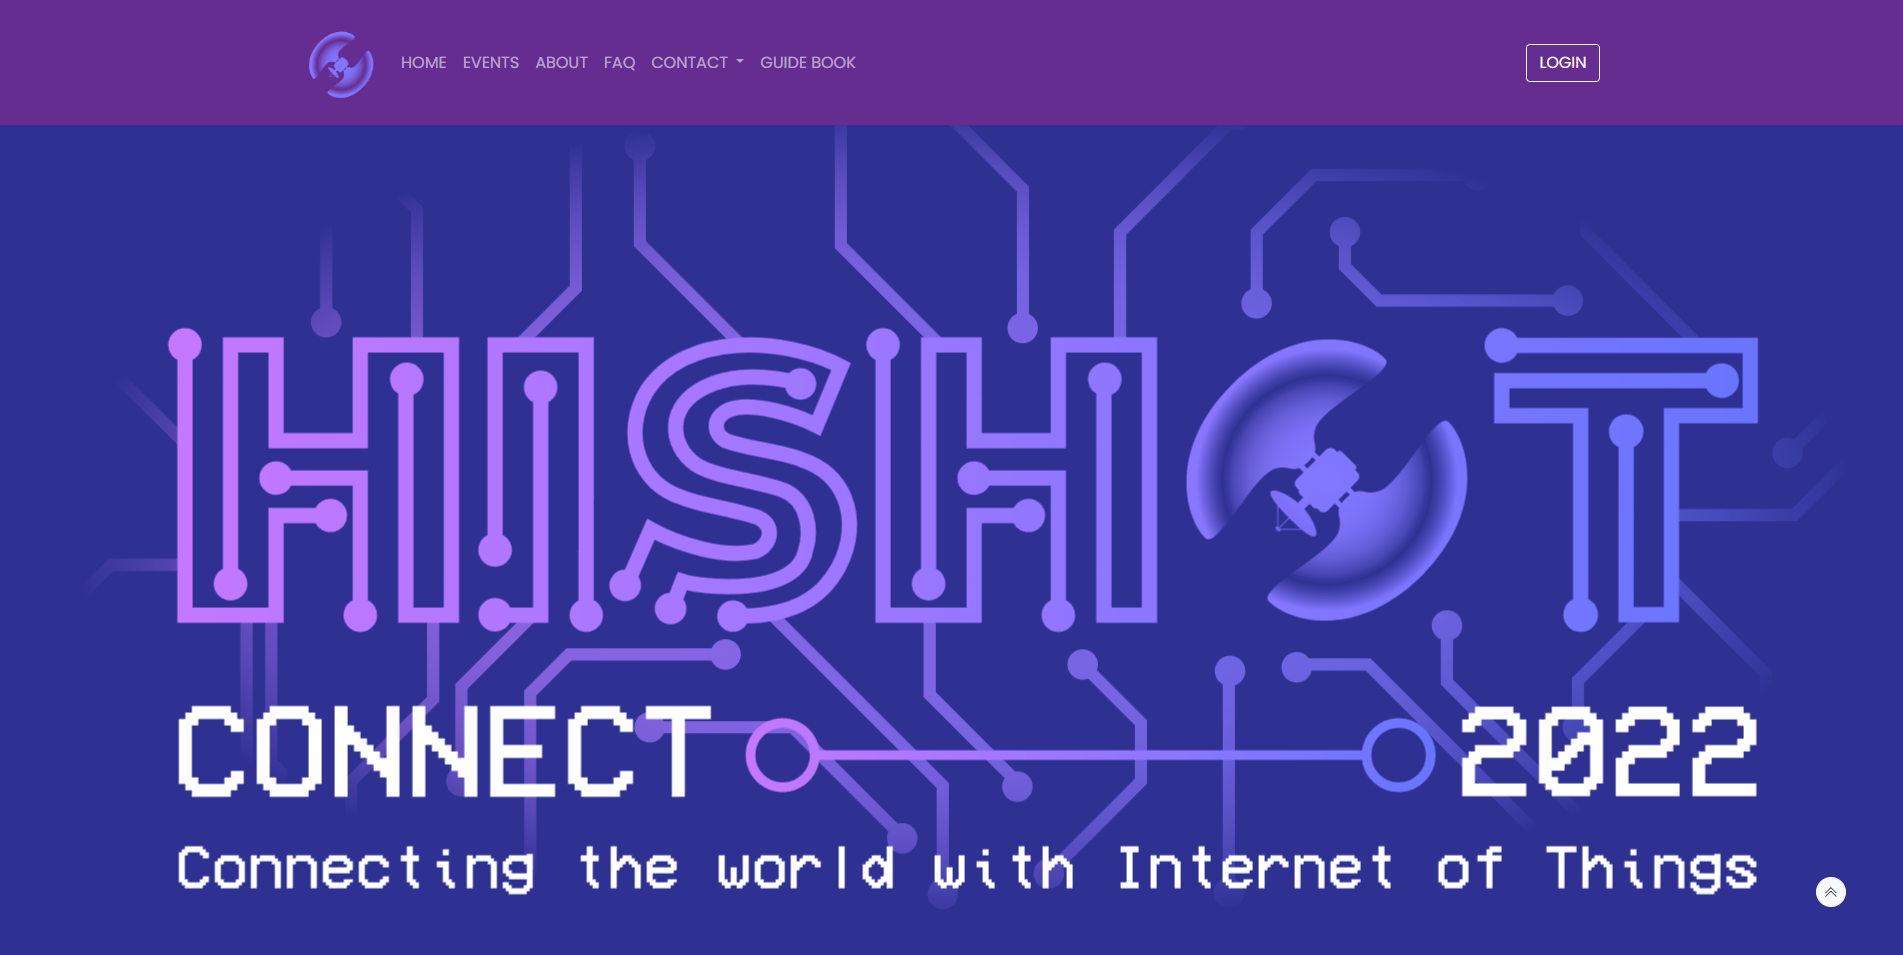 HOME EVENTS ABOUT FAQ CONTACT GUIDE BOOK LOGIN
HISHOT
CONNECT 2022
Connecting the world with Internet of Things